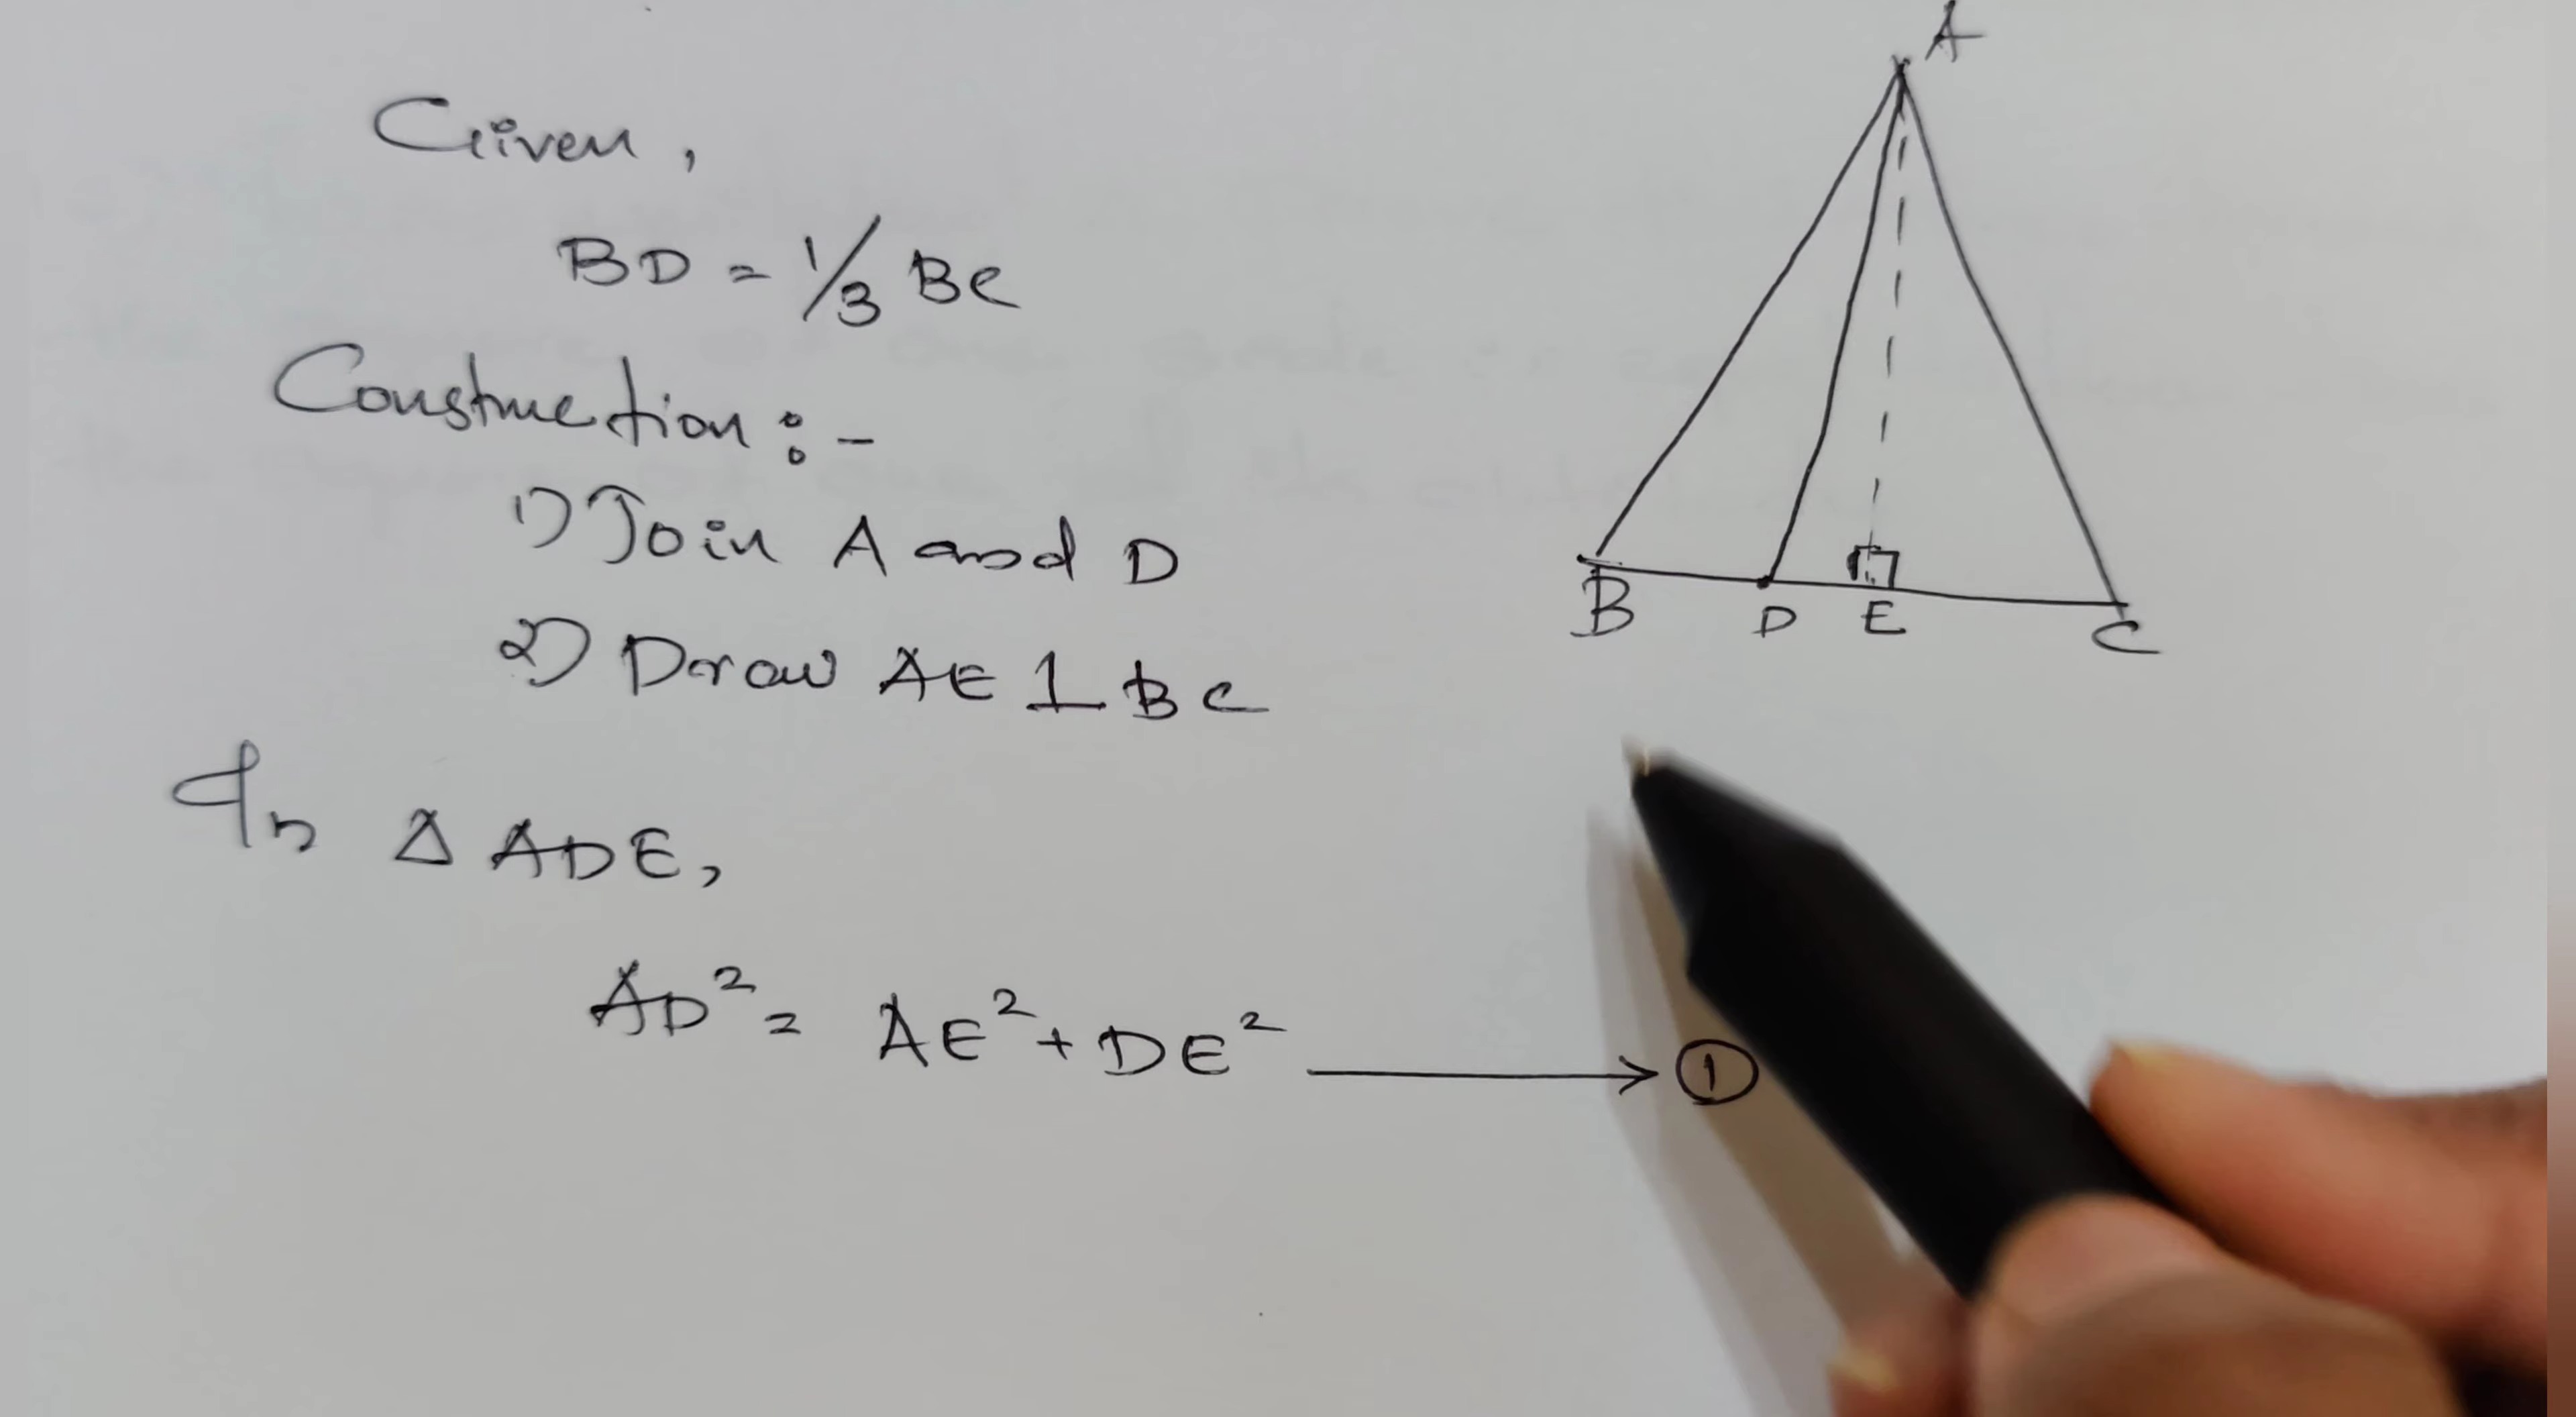 A
Given,
BD = 1/3 BC
Construction :-
1) Join A and D
2) Draw AE ⊥ BC
B D E C
In Δ ADE,
AD² = AE² + DE² ⟶ ①